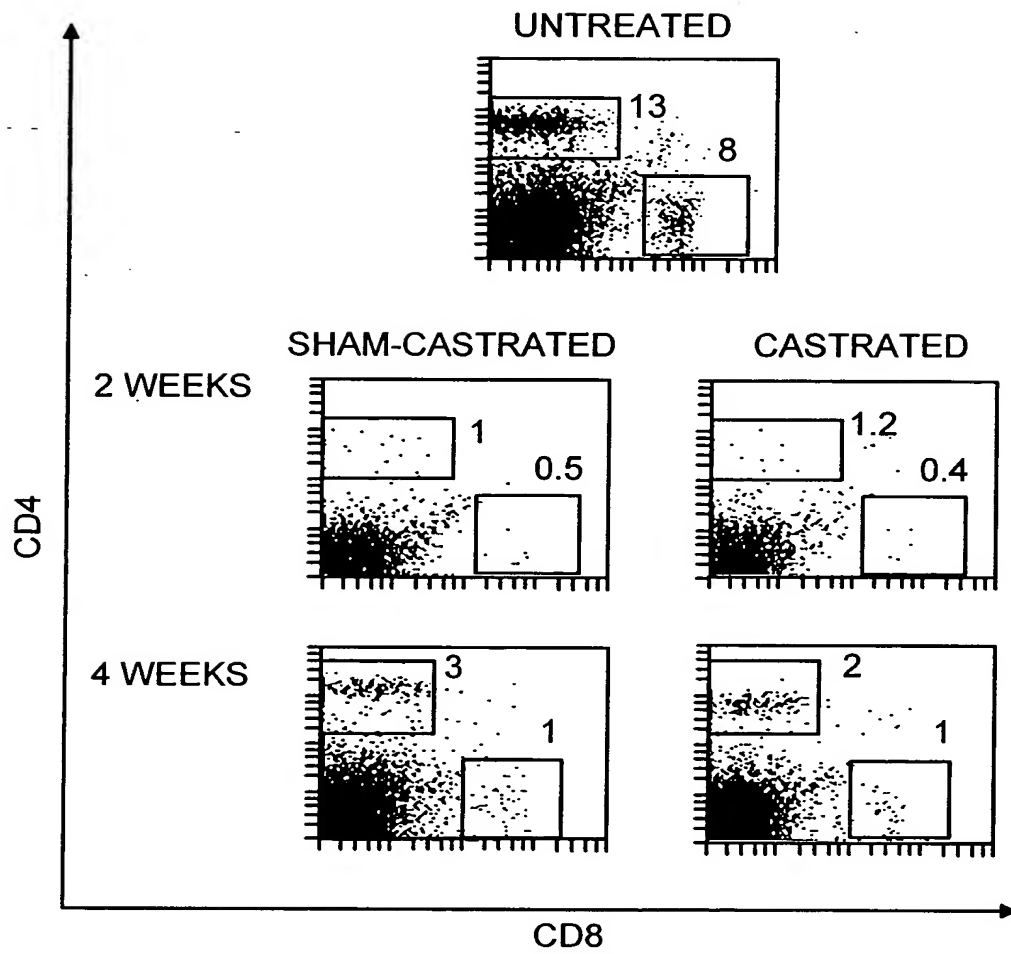 UNTREATED
13
8
SHAM-CASTRATED
CASTRATED
2 WEEKS
1
0.5
1.2
0.4
4 WEEKS
3
1
2
1
CD4
CD8